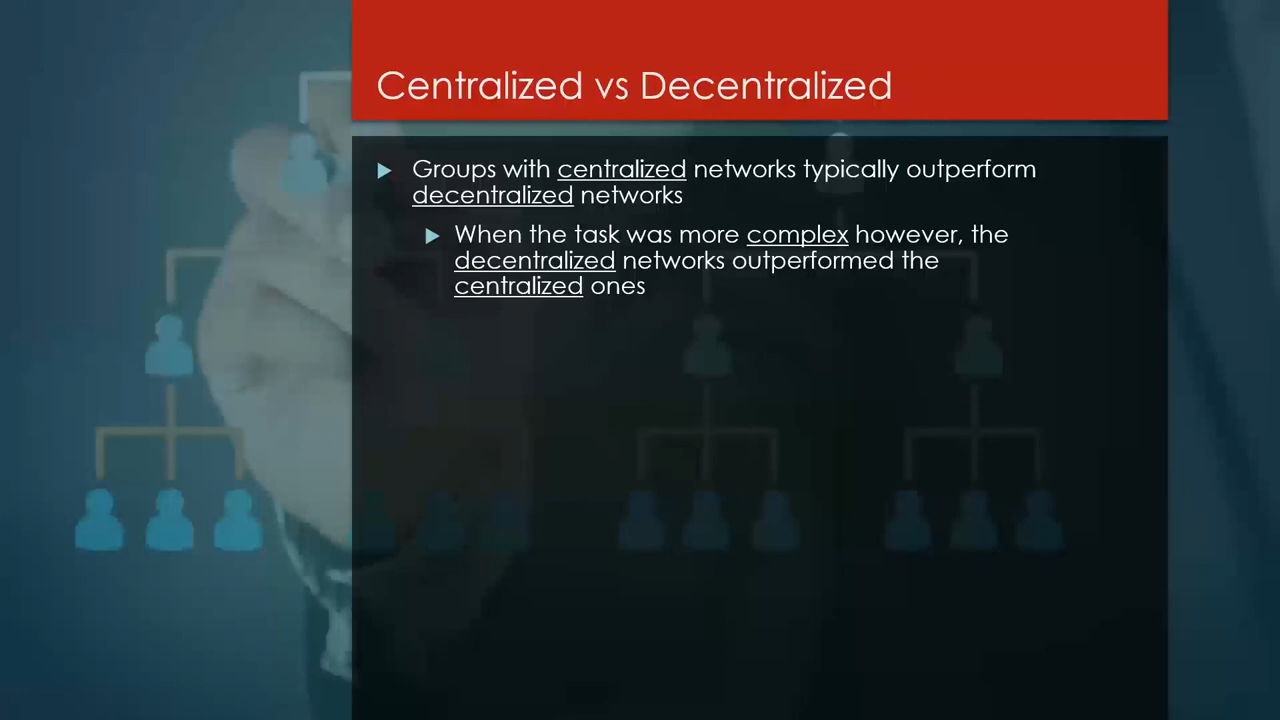 Centralized vs Decentralized
Groups with centralized networks typically outperform
decentralized networks
When the task was more complex however, the
decentralized networks outperformed the
centralized ones